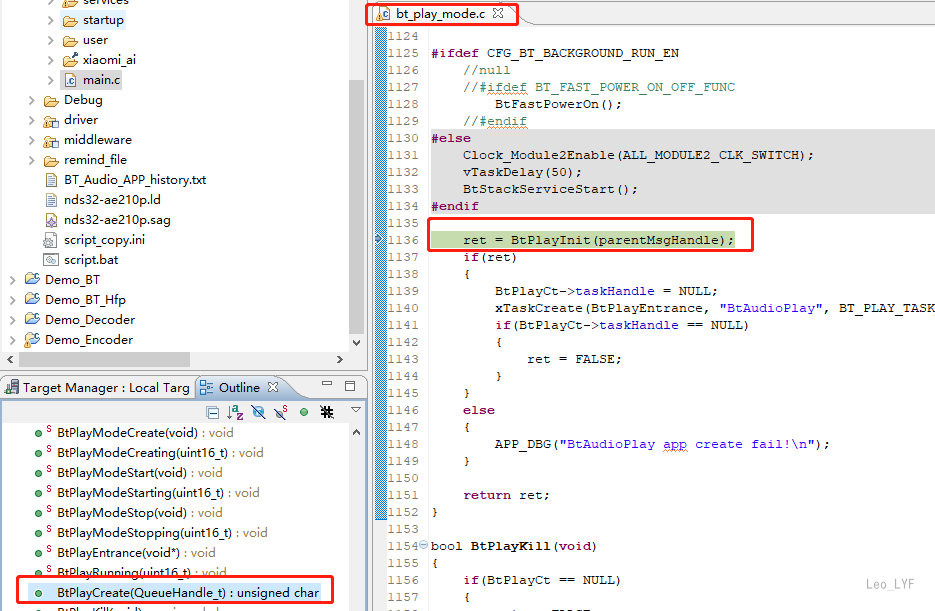 services
startup
user
xiaomi_ai
main.c
Debug
driver
middleware
remind_file
BT_Audio_APP_history.txt
nds32-ae210p.ld
nds32-ae210p.sag
script_copy.ini
script.bat
Demo_BT
Demo_BT_Hfp
Demo_Decoder
Demo_Encoder
Target Manager : Local Targ
Outline
BtPlayModeCreate(void) : void
BtPlayModeCreating(uint16_t) : void
BtPlayModeStart(void) : void
BtPlayModeStarting(uint16_t) : void
BtPlayModeStop(void) : void
BtPlayModeStopping(uint16_t) : void
BtPlayEntrance(void*) : void
BtPlayRunning(uint16_t) : void
BtPlayCreate(QueueHandle_t) : unsigned char
bt_play_mode.c
1124
1125 #ifdef CFG_BT_BACKGROUND_RUN_EN
1126 //null
1127 //#ifdef BT_FAST_POWER_ON_OFF_FUNC
1128 BtFastPowerOn();
1129 //#endif
1130 #else
1131 Clock_Module2Enable(ALL_MODULE2_CLK_SWITCH);
1132 vTaskDelay(50);
1133 BtStackServiceStart();
1134 #endif
1135
1136 ret = BtPlayInit(parentMsgHandle);
1137 if(ret)
1138 {
1139 BtPlayCt->taskHandle = NULL;
1140 xTaskCreate(BtPlayEntrance, "BtAudioPlay", BT_PLAY_TASK
1141 if(BtPlayCt->taskHandle == NULL)
1142 {
1143 ret = FALSE;
1144 }
1145 }
1146 else
1147 {
1148 APP_DBG("BtAudioPlay app create fail!\n");
1149 }
1150
1151 return ret;
1152 }
1153
1154 bool BtPlayKill(void)
1155 {
1156 if(BtPlayCt == NULL)
1157 {
Leo_LYF